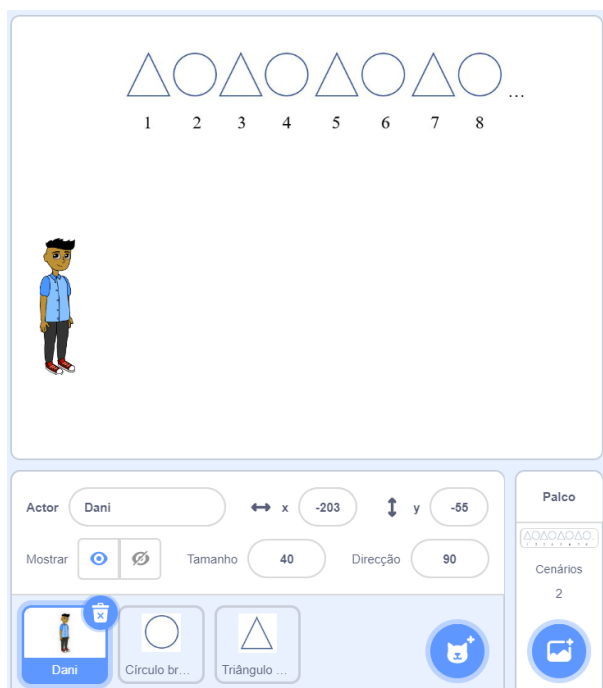 ...
1 2 3 4 5 6 7 8
Actor Dani x -203 y -55
Mostrar Tamanho 40 Direcção 90
Palco
Cenários
2
Dani Círculo br... Triângulo ...